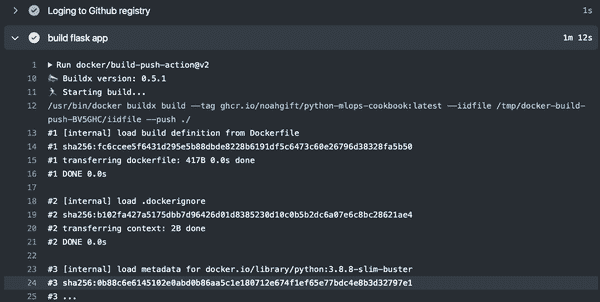 Loging to Github registry 1s
build flask app 1m 12s
1 ▶ Run docker/build-push-action@v2
10 Buildx version: 0.5.1
11 Starting build...
12 /usr/bin/docker buildx build --tag ghcr.io/noahgift/python-mlops-cookbook:latest --iidfile /tmp/docker-build-
push-BV5GHC/iidfile --push ./
13 #1 [internal] load build definition from Dockerfile
14 #1 sha256:fc6ccee5f6431d295e5b88dbde8228b6191df5c6473c60e26796d38328fa5b50
15 #1 transferring dockerfile: 417B 0.0s done
16 #1 DONE 0.0s
17
18 #2 [internal] load .dockerignore
19 #2 sha256:b102fa427a5175dbb7d96426d01d8385230d10c0b5b2dc6a07e6c8bc28621ae4
20 #2 transferring context: 2B done
21 #2 DONE 0.0s
22
23 #3 [internal] load metadata for docker.io/library/python:3.8.8-slim-buster
24 #3 sha256:0b88c6e6145102e0abd0b86aa5c1e180712e674f1ef65e77bdc4e8b3d32797e1
25 #3 ...